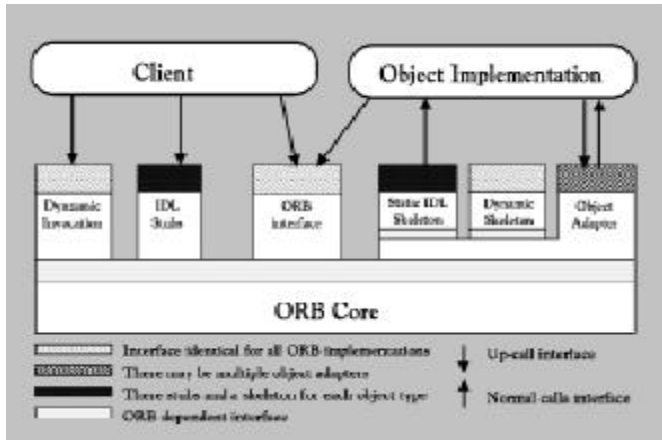 Client
Object Implementation
Dynamic
Invocation
IDL
Stubs
ORB
interface
Static IDL
Skeleton
Dynamic
Skeleton
Object
Adapter
ORB Core
Interface identical for all ORB implementations
There may be multiple object adapters
There stubs and a skeleton for each object type
ORB dependent interface
Up-call interface
Normal calls interface